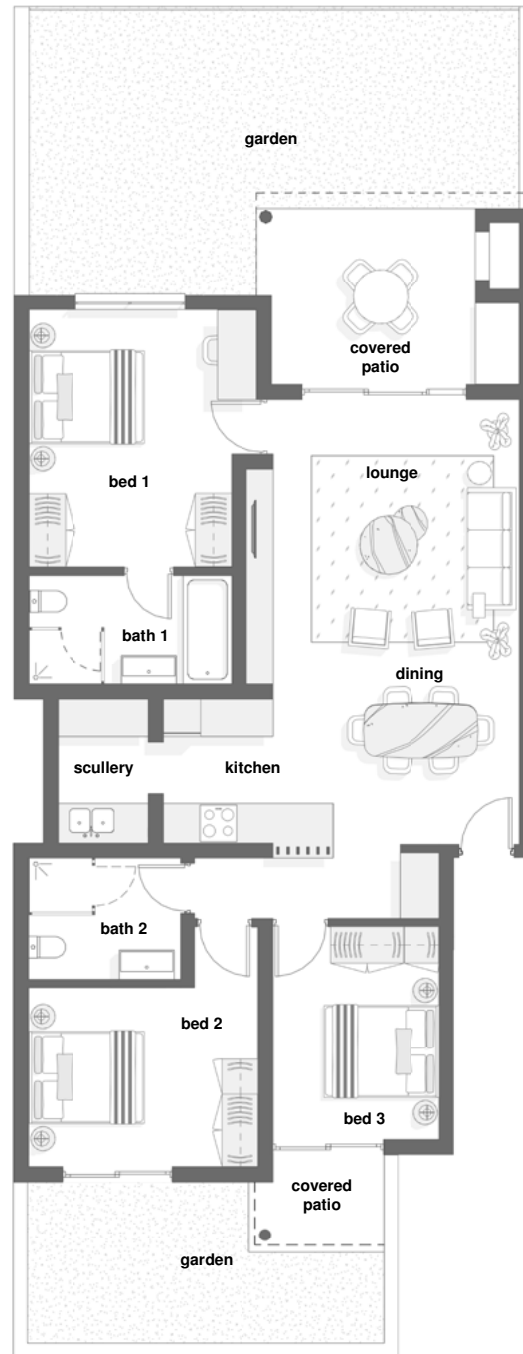 garden
covered
patio
lounge
bed 1
bath 1
dining
scullery
kitchen
bath 2
bed 2
bed 3
covered
patio
garden